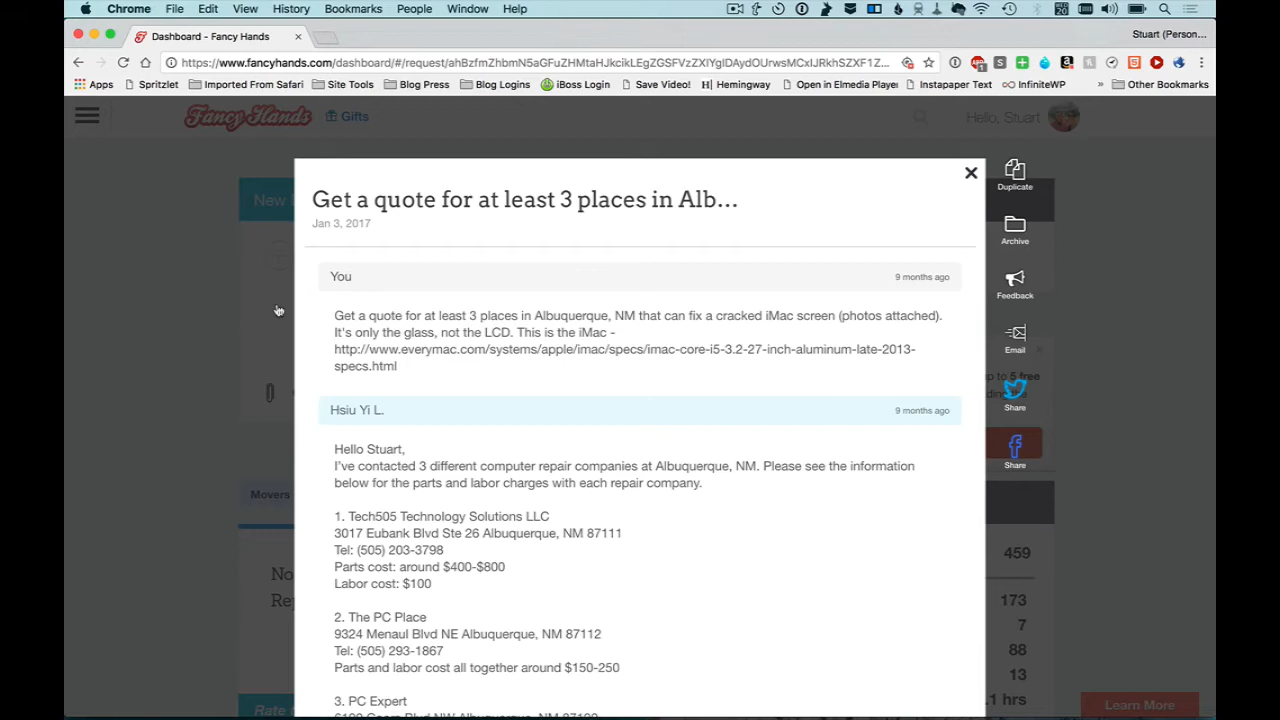 Chrome File Edit View History Bookmarks People Window Help
Dashboard - Fancy Hands
Stuart (Person...
https://www.fancyhands.com/dashboard/#/request/
Apps Spritzlet Imported From Safari Site Tools Blog Press Blog Logins iBoss Login Save Video! Hemingway Open in Elmedia Player Instapaper Text InfiniteWP » Other Bookmarks
Fancy Hands Gifts Hello, Stuart
Get a quote for at least 3 places in Alb...
Jan 3, 2017
Duplicate
Archive
Feedback
Email
Share
Share
You 9 months ago
Get a quote for at least 3 places in Albuquerque, NM that can fix a cracked iMac screen (photos attached).
It's only the glass, not the LCD. This is the iMac -
http://www.everymac.com/systems/apple/imac/specs/imac-core-i5-3.2-27-inch-aluminum-late-2013-
specs.html
Hsiu Yi L. 9 months ago
Hello Stuart,
I've contacted 3 different computer repair companies at Albuquerque, NM. Please see the information
below for the parts and labor charges with each repair company.
1. Tech505 Technology Solutions LLC
3017 Eubank Blvd Ste 26 Albuquerque, NM 87111
Tel: (505) 203-3798
Parts cost: around $400-$800
Labor cost: $100
2. The PC Place
9324 Menaul Blvd NE Albuquerque, NM 87112
Tel: (505) 293-1867
Parts and labor cost all together around $150-250
3. PC Expert
New
up to 5 free
Movers
459
173
7
88
13
.1 hrs
Rate
Learn More